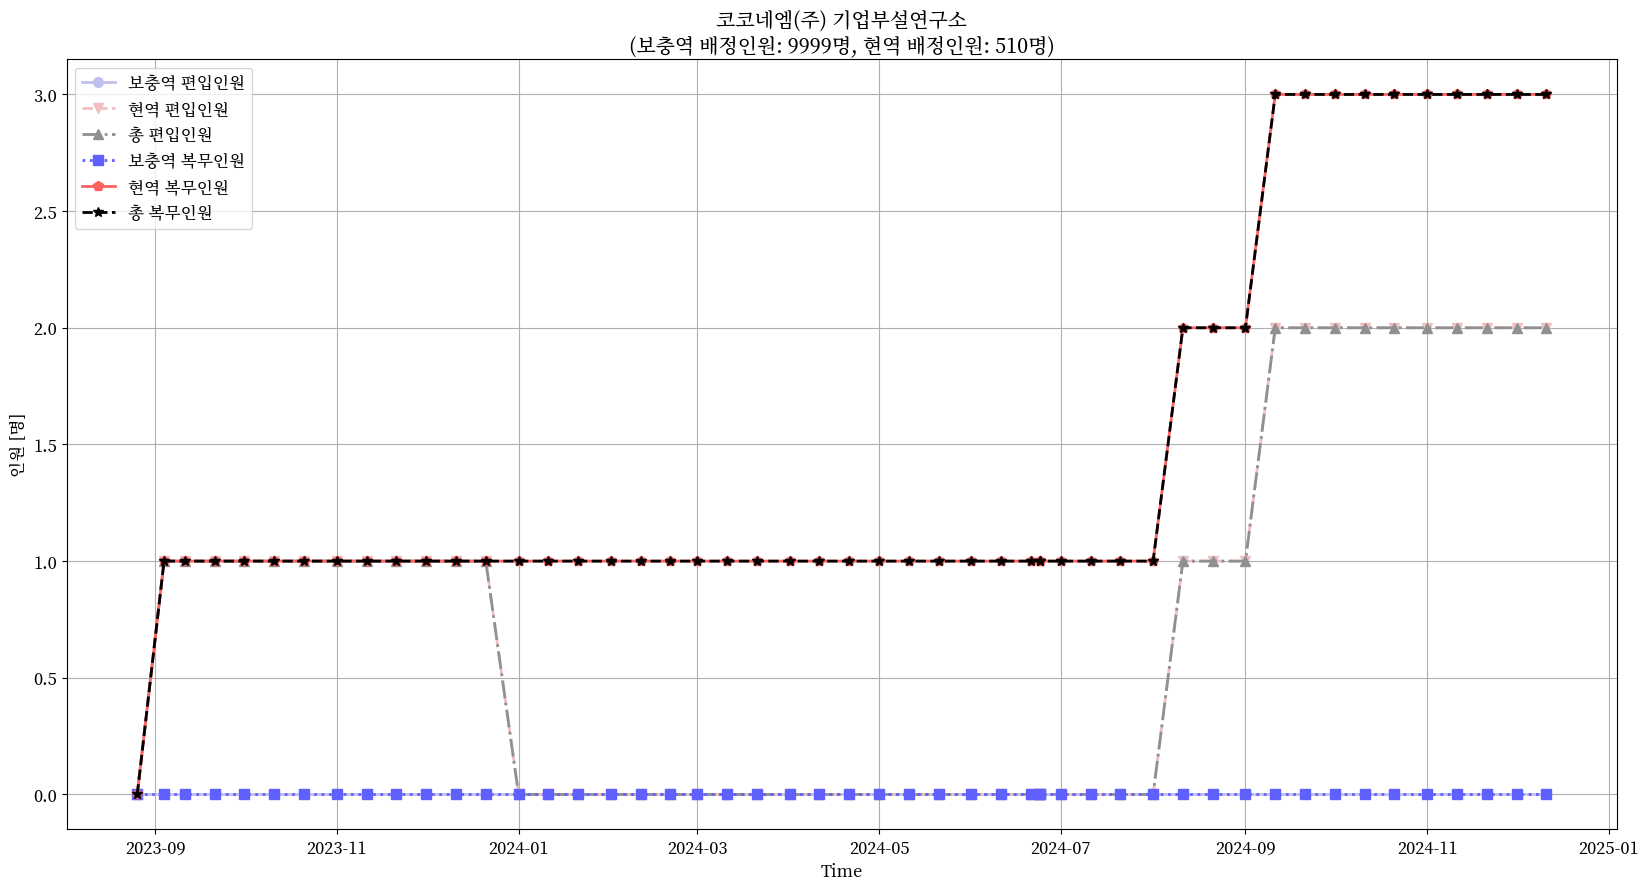 코코네엠(주) 기업부설연구소
(보충역 배정인원: 9999명, 현역 배정인원: 510명)
보충역 편입인원
현역 편입인원
총 편입인원
보충역 복무인원
현역 복무인원
총 복무인원
3.0
2.5
2.0
1.5
1.0
0.5
0.0
인원 [명]
2023-09
2023-11
2024-01
2024-03
2024-05
2024-07
2024-09
2024-11
2025-01
Time